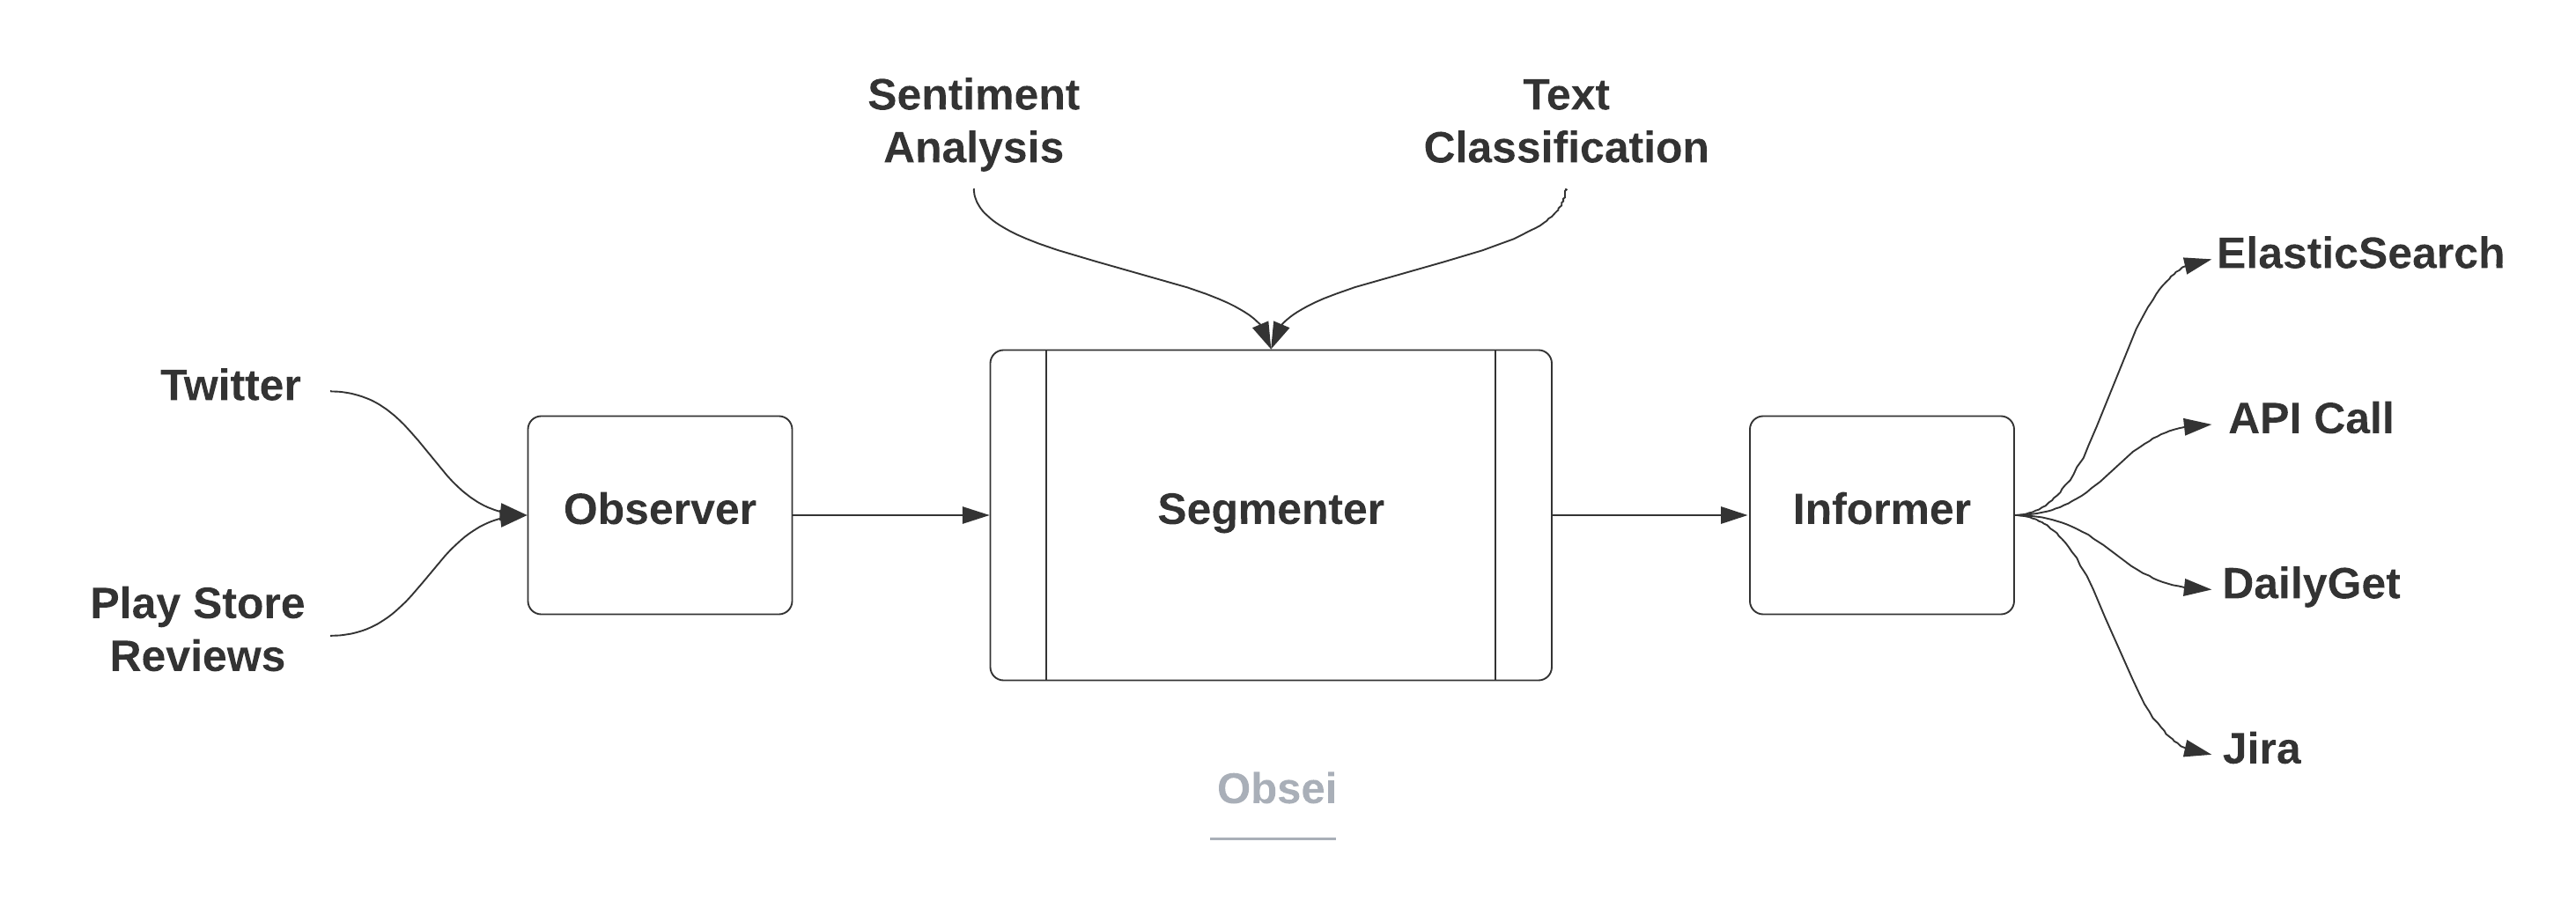 Sentiment
Analysis
Text
Classification
Twitter
Play Store
Reviews
Observer
Segmenter
Informer
ElasticSearch
API Call
DailyGet
Jira
Obsei